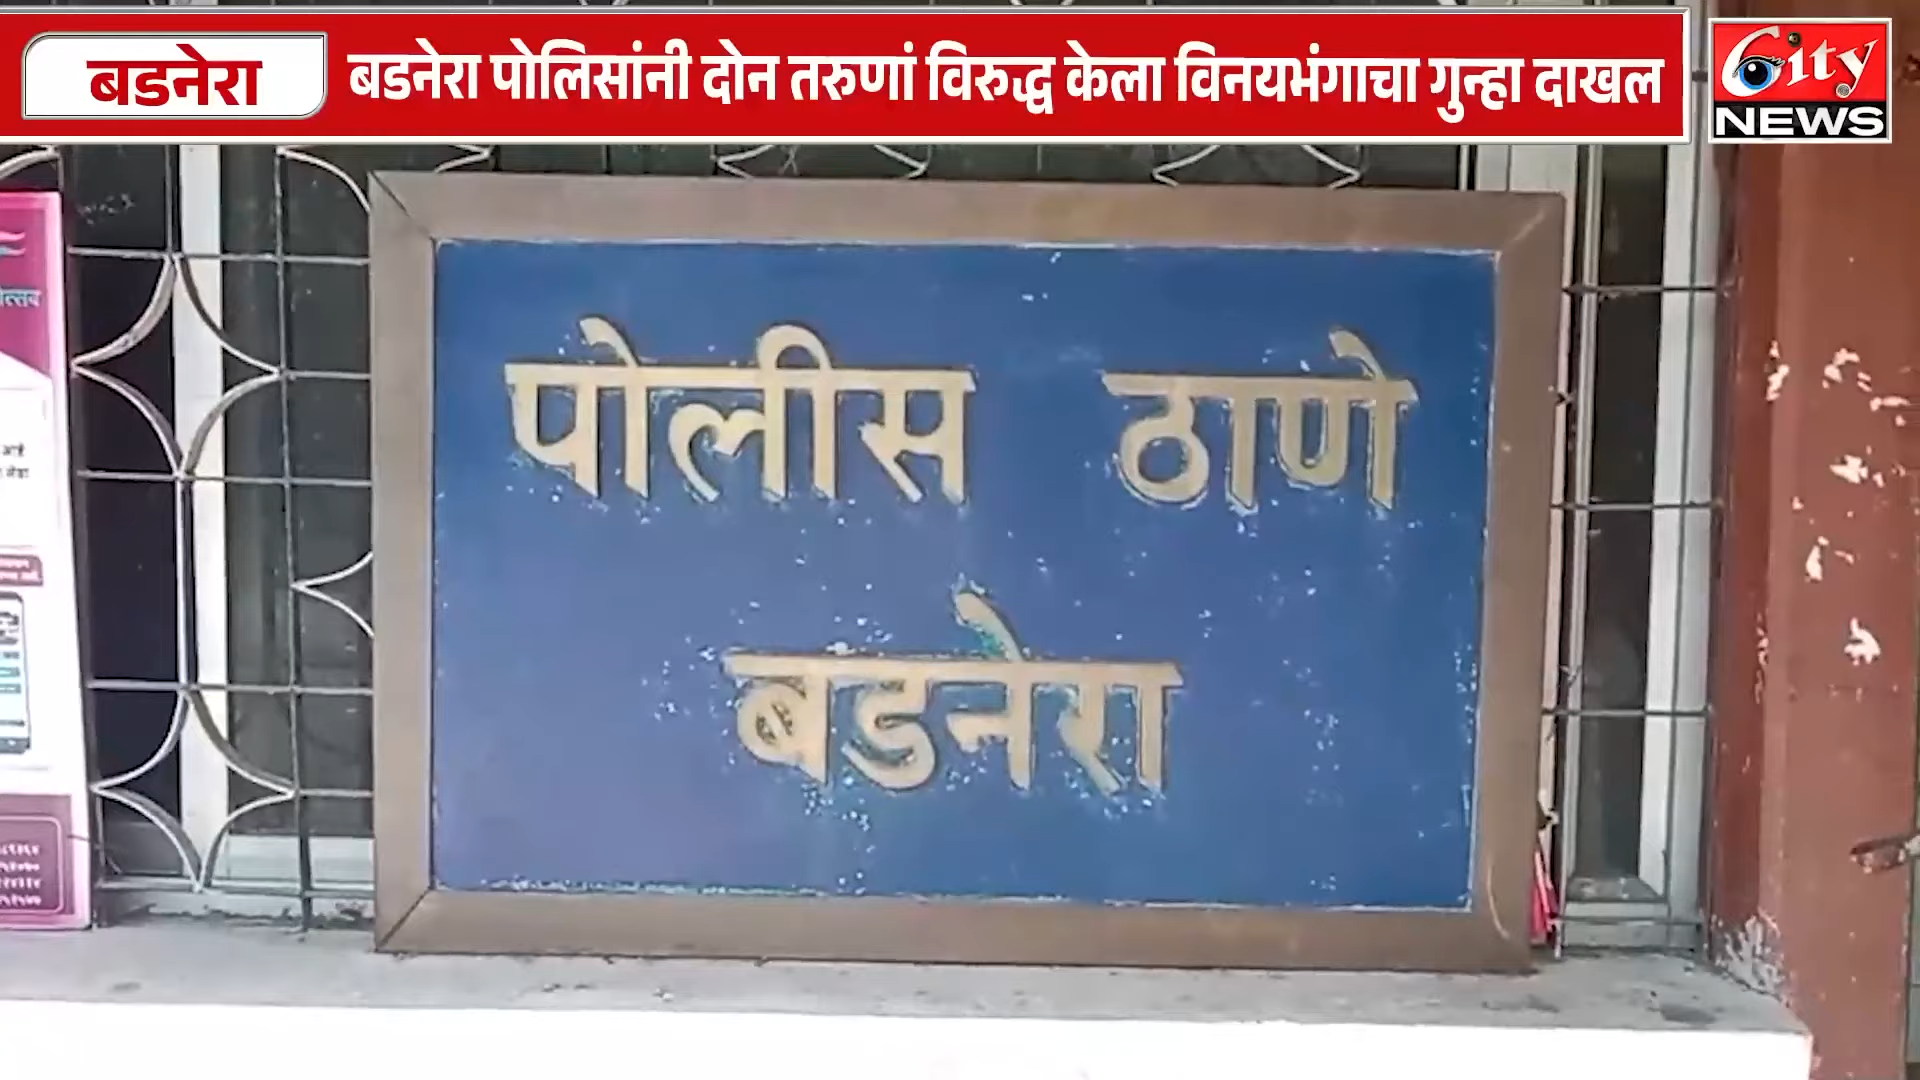 बडनेरा
बडनेरा पोलिसांनी दोन तरुणां विरुद्ध केला विनयभंगाचा गुन्हा दाखल
City
NEWS
पोलीस ठाणे
बडनेरा